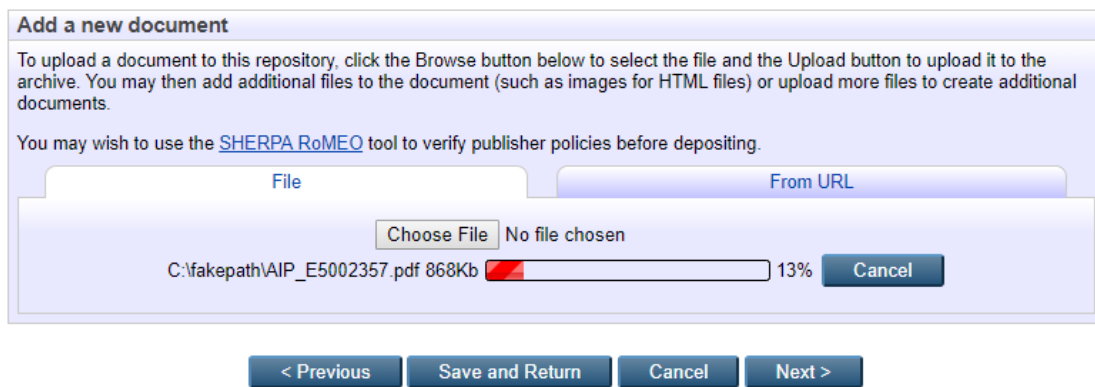 Add a new document
To upload a document to this repository, click the Browse button below to select the file and the Upload button to upload it to the
archive. You may then add additional files to the document (such as images for HTML files) or upload more files to create additional
documents.
You may wish to use the SHERPA RoMEO tool to verify publisher policies before depositing.
File From URL
Choose File No file chosen
C:\fakepath\AIP_E5002357.pdf 868Kb 13% Cancel
< Previous Save and Return Cancel Next >